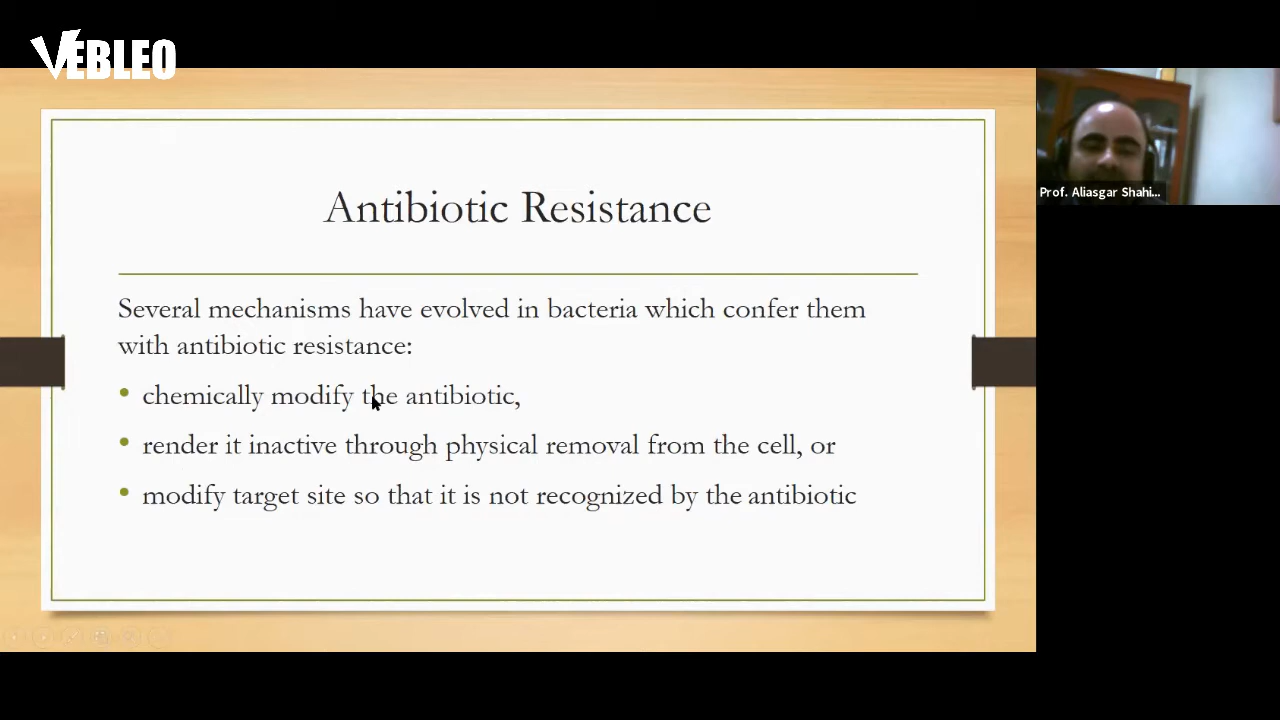 VEBLEO
Prof. Aliasgar Shahi...
Antibiotic Resistance
Several mechanisms have evolved in bacteria which confer them
with antibiotic resistance:
• chemically modify the antibiotic,
• render it inactive through physical removal from the cell, or
• modify target site so that it is not recognized by the antibiotic